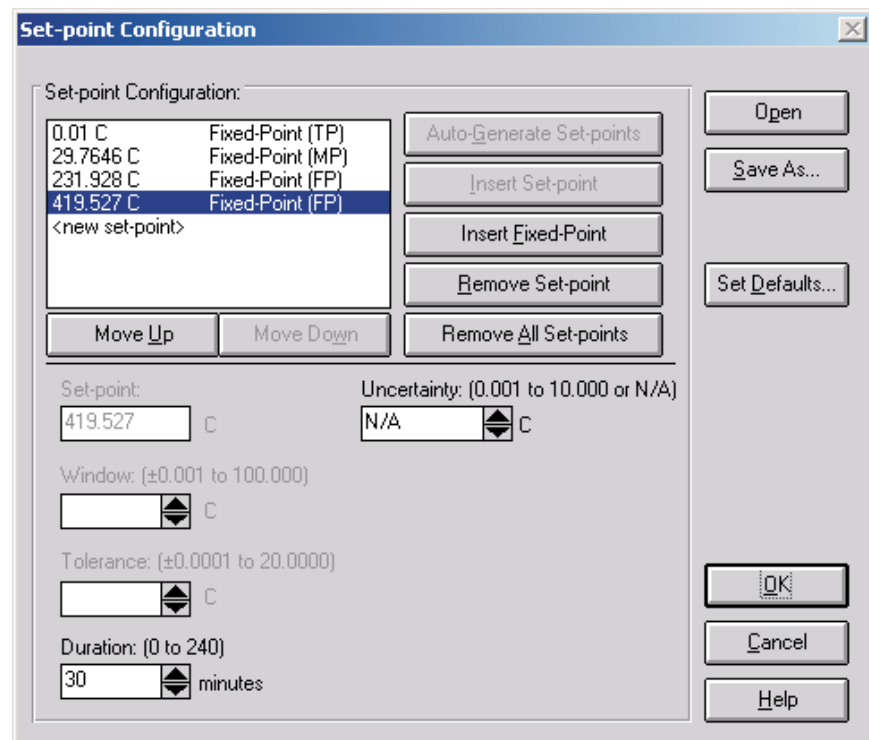 Set-point Configuration
Set-point Configuration:
0.01 C Fixed-Point (TP)
29.7646 C Fixed-Point (MP)
231.928 C Fixed-Point (FP)
419.527 C Fixed-Point (FP)
<new set-point>
Move Up
Move Down
Auto-Generate Set-points
Insert Set-point
Insert Fixed-Point
Remove Set-point
Remove All Set-points
Open
Save As...
Set Defaults...
Set-point:
419.527 C
Uncertainty: (0.001 to 10.000 or N/A)
N/A C
Window: (±0.001 to 100.000)
C
Tolerance: (±0.0001 to 20.0000)
C
Duration: (0 to 240)
30 minutes
OK
Cancel
Help